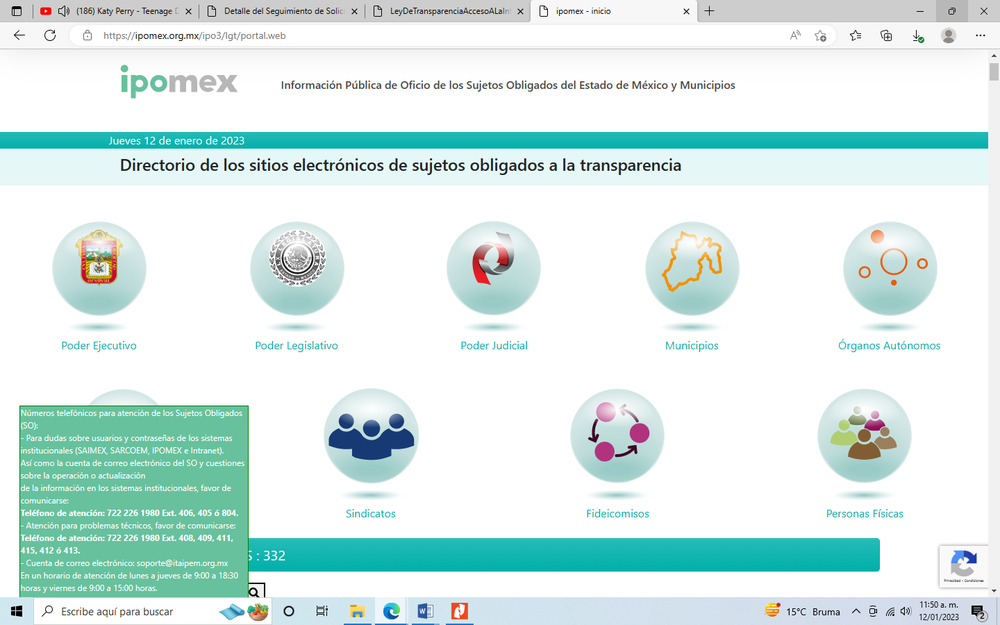 (186) Katy Perry - Teenage D
Detalle del Seguimiento de Solici
LeyDeTransparenciaAccesoALaInf
ipomex - inicio
https://ipomex.org.mx/ipo3/lgt/portal.web
ipomex
Información Pública de Oficio de los Sujetos Obligados del Estado de México y Municipios
Jueves 12 de enero de 2023
Directorio de los sitios electrónicos de sujetos obligados a la transparencia
Poder Ejecutivo
Poder Legislativo
Poder Judicial
Municipios
Órganos Autónomos
Sindicatos
Fideicomisos
Personas Físicas
Números telefónicos para atención de los Sujetos Obligados
(SO):
- Para dudas sobre usuarios y contraseñas de los sistemas
institucionales (SAIMEX, SARCOEM, IPOMEX e Intranet).
Así como la cuenta de correo electrónico del SO y cuestiones
sobre la operación o actualización
de la información en los sistemas institucionales, favor de
comunicarse:
Teléfono de atención: 722 226 1980 Ext. 406, 405 ó 804.
- Atención para problemas técnicos, favor de comunicarse:
Teléfono de atención: 722 226 1980 Ext. 408, 409, 411,
415, 412 ó 413.
- Cuenta de correo electrónico: soporte@itaipem.org.mx
En un horario de atención de lunes a jueves de 9:00 a 18:30
horas y viernes de 9:00 a 15:00 horas.
S : 332
Privacidad - Condiciones
Escribe aquí para buscar
15°C Bruma
11:50 a. m.
12/01/2023
2